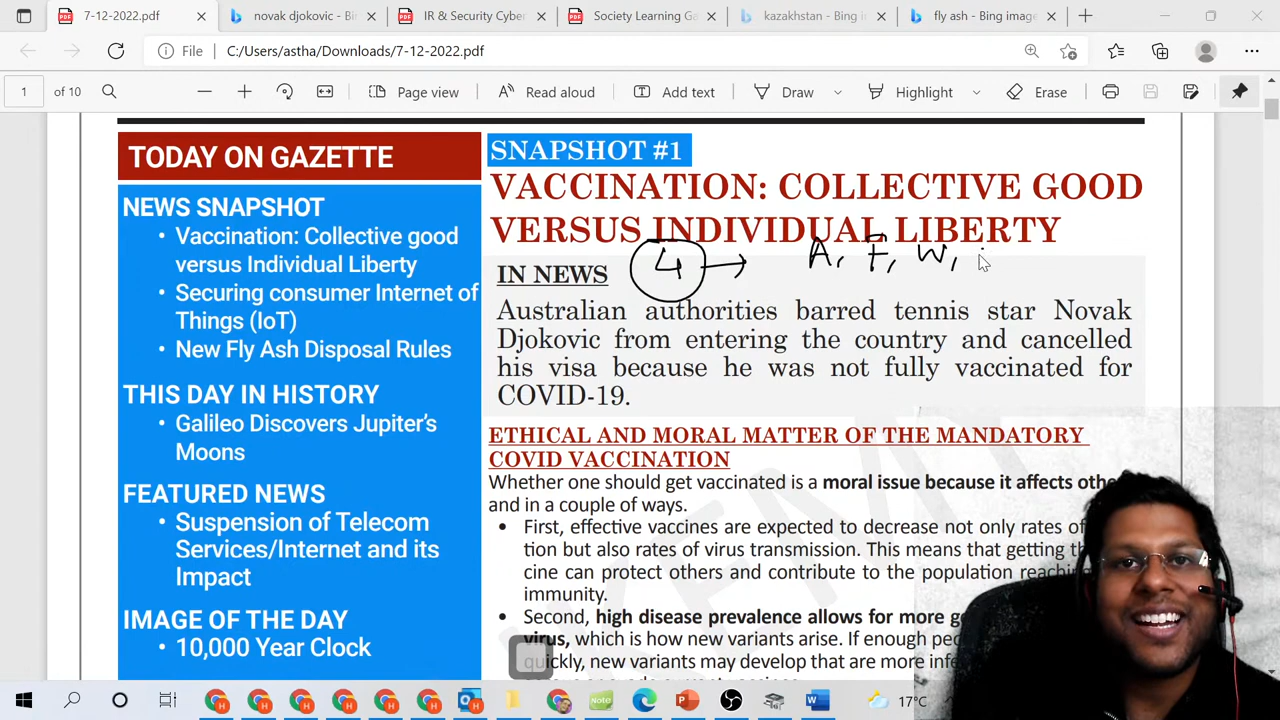 7-12-2022.pdf
novak djokovic - Bi
IR & Security Cyber
Society Learning Ga
kazakhstan - Bing i
fly ash - Bing image
File
C:/Users/astha/Downloads/7-12-2022.pdf
1 of 10
Page view
Read aloud
Add text
Draw
Highlight
Erase
TODAY ON GAZETTE
NEWS SNAPSHOT
• Vaccination: Collective good
versus Individual Liberty
• Securing consumer Internet of
Things (IoT)
• New Fly Ash Disposal Rules
THIS DAY IN HISTORY
• Galileo Discovers Jupiter's
Moons
FEATURED NEWS
• Suspension of Telecom
Services/Internet and its
Impact
IMAGE OF THE DAY
• 10,000 Year Clock
SNAPSHOT #1
VACCINATION: COLLECTIVE GOOD
VERSUS INDIVIDUAL LIBERTY
4 → A, F, W,
IN NEWS
Australian authorities barred tennis star Novak
Djokovic from entering the country and cancelled
his visa because he was not fully vaccinated for
COVID-19.
ETHICAL AND MORAL MATTER OF THE MANDATORY
COVID VACCINATION
Whether one should get vaccinated is a moral issue because it affects othe
and in a couple of ways.
• First, effective vaccines are expected to decrease not only rates of
tion but also rates of virus transmission. This means that getting th
cine can protect others and contribute to the population reaching
immunity.
• Second, high disease prevalence allows for more ge
virus, which is how new variants arise. If enough peo
quickly, new variants may develop that are more infe
Note
17°C